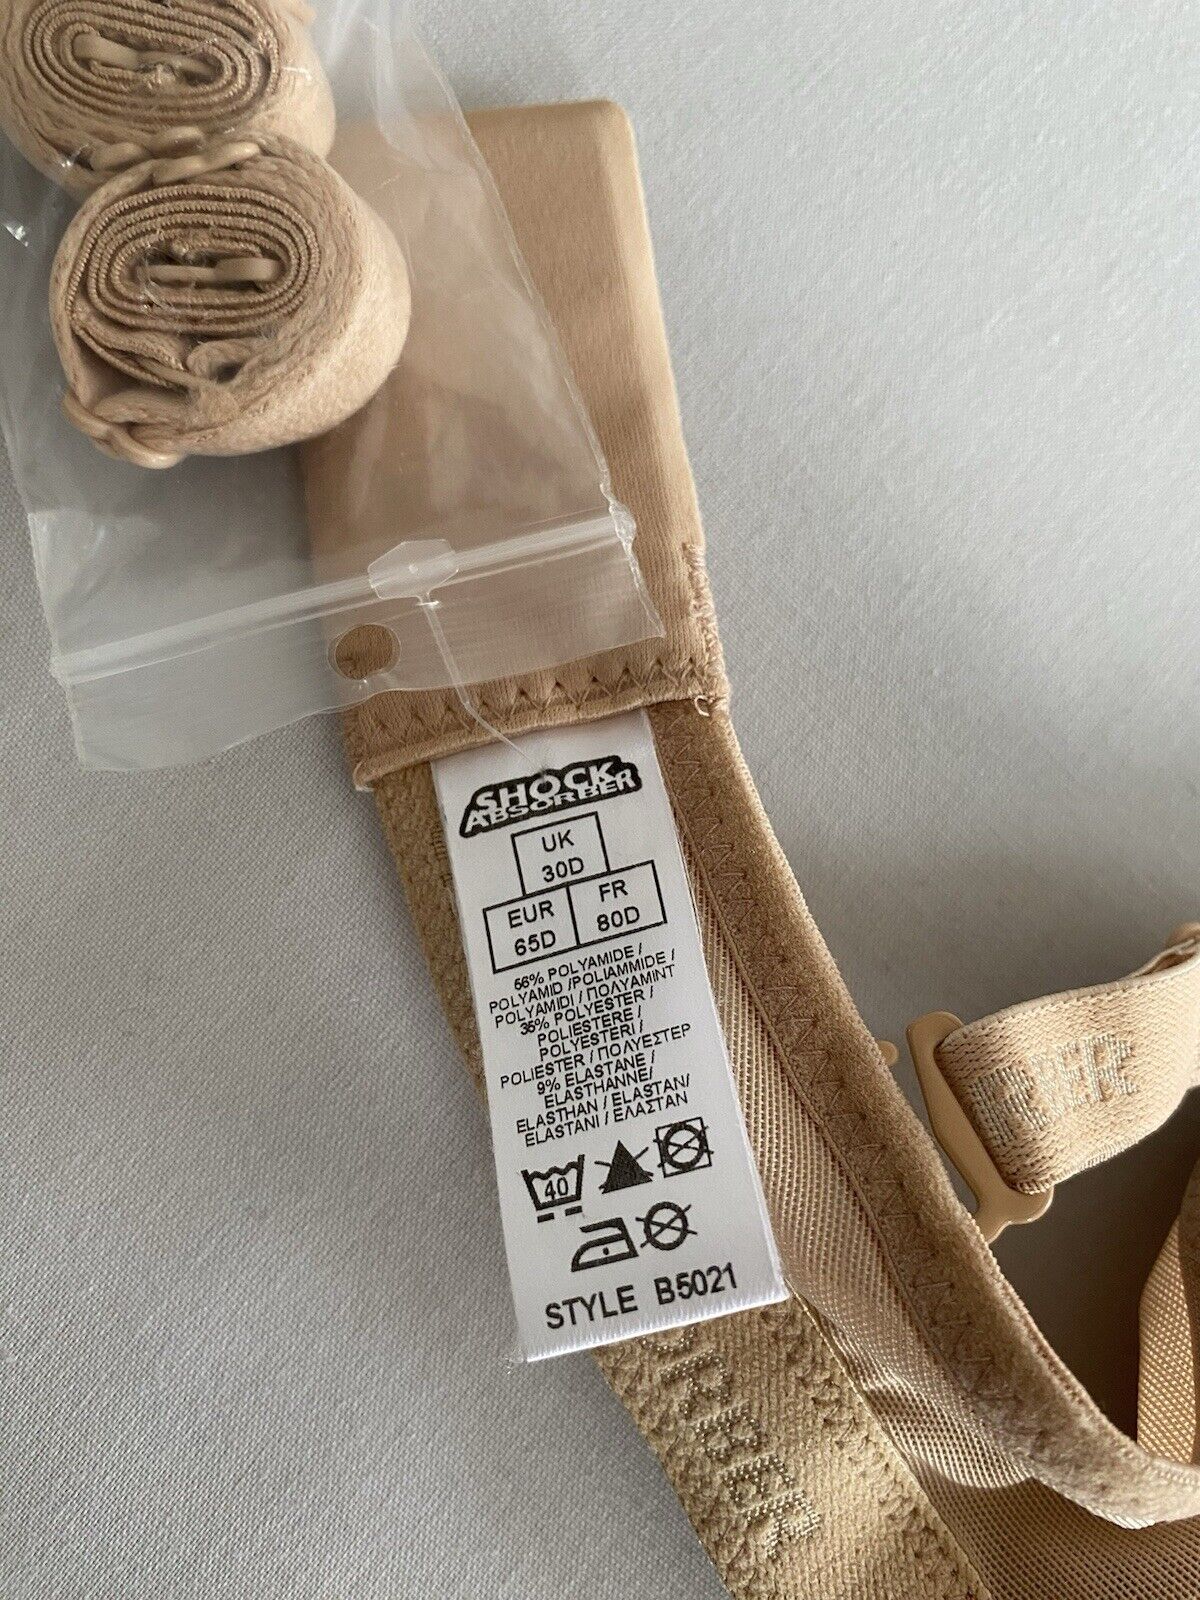 SHOCK
ABSORBER
UK
30D
EUR
65D
FR
80D
56% POLYAMIDE /
POLYAMID /POLIAMMIDE /
POLYAMIDI / ΠΟΛΥΑΜΙΝΤ
35% POLYESTER /
POLIESTERE /
POLYESTERI /
POLIESTER / ΠΟΛΥΕΣΤΕΡ
9% ELASTANE /
ELASTHANNE/
ELASTHAN / ELASTAN/
ELASTANI / ΕΛΑΣΤΑΝ
40
STYLE B5021